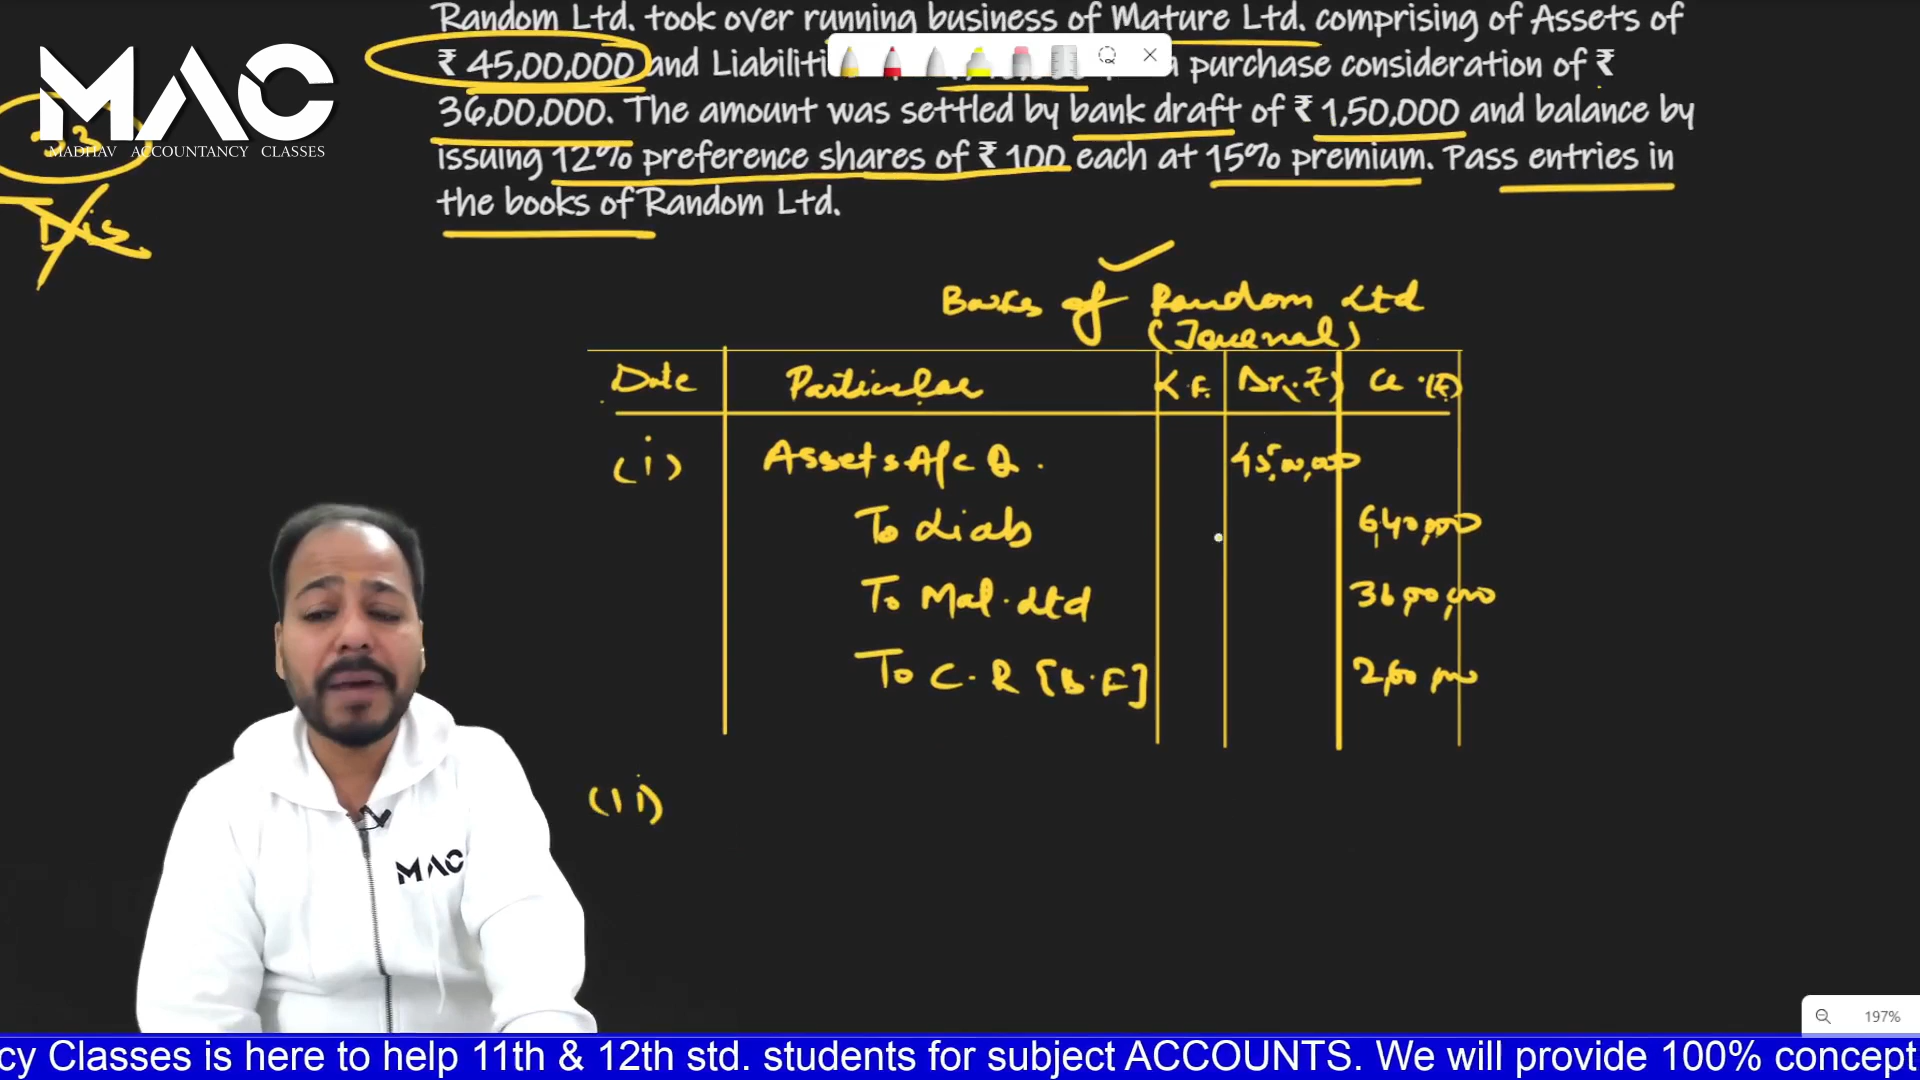 Random Ltd. took over running business of Mature Ltd. comprising of Assets of
₹ 45,00,000 and Liabiliti purchase consideration of ₹
36,00,000. The amount was settled by bank draft of ₹ 1,50,000 and balance by
issuing 12% preference shares of ₹ 100 each at 15% premium. Pass entries in
the books of Random Ltd.
MAC
MADHAV ACCOUNTANCY CLASSES
Dis
Books of Random Ltd
(Journal)
Date Particular L.F. Dr.(₹) Cr.(₹)
(i) Assets A/c Dr. 45,00,000
To Liab 6,40,000
To Mat. Ltd 36,00,000
To C.R [B.F] 2,60,000
(ii)
MAC
197%
cy Classes is here to help 11th & 12th std. students for subject ACCOUNTS. We will provide 100% concept